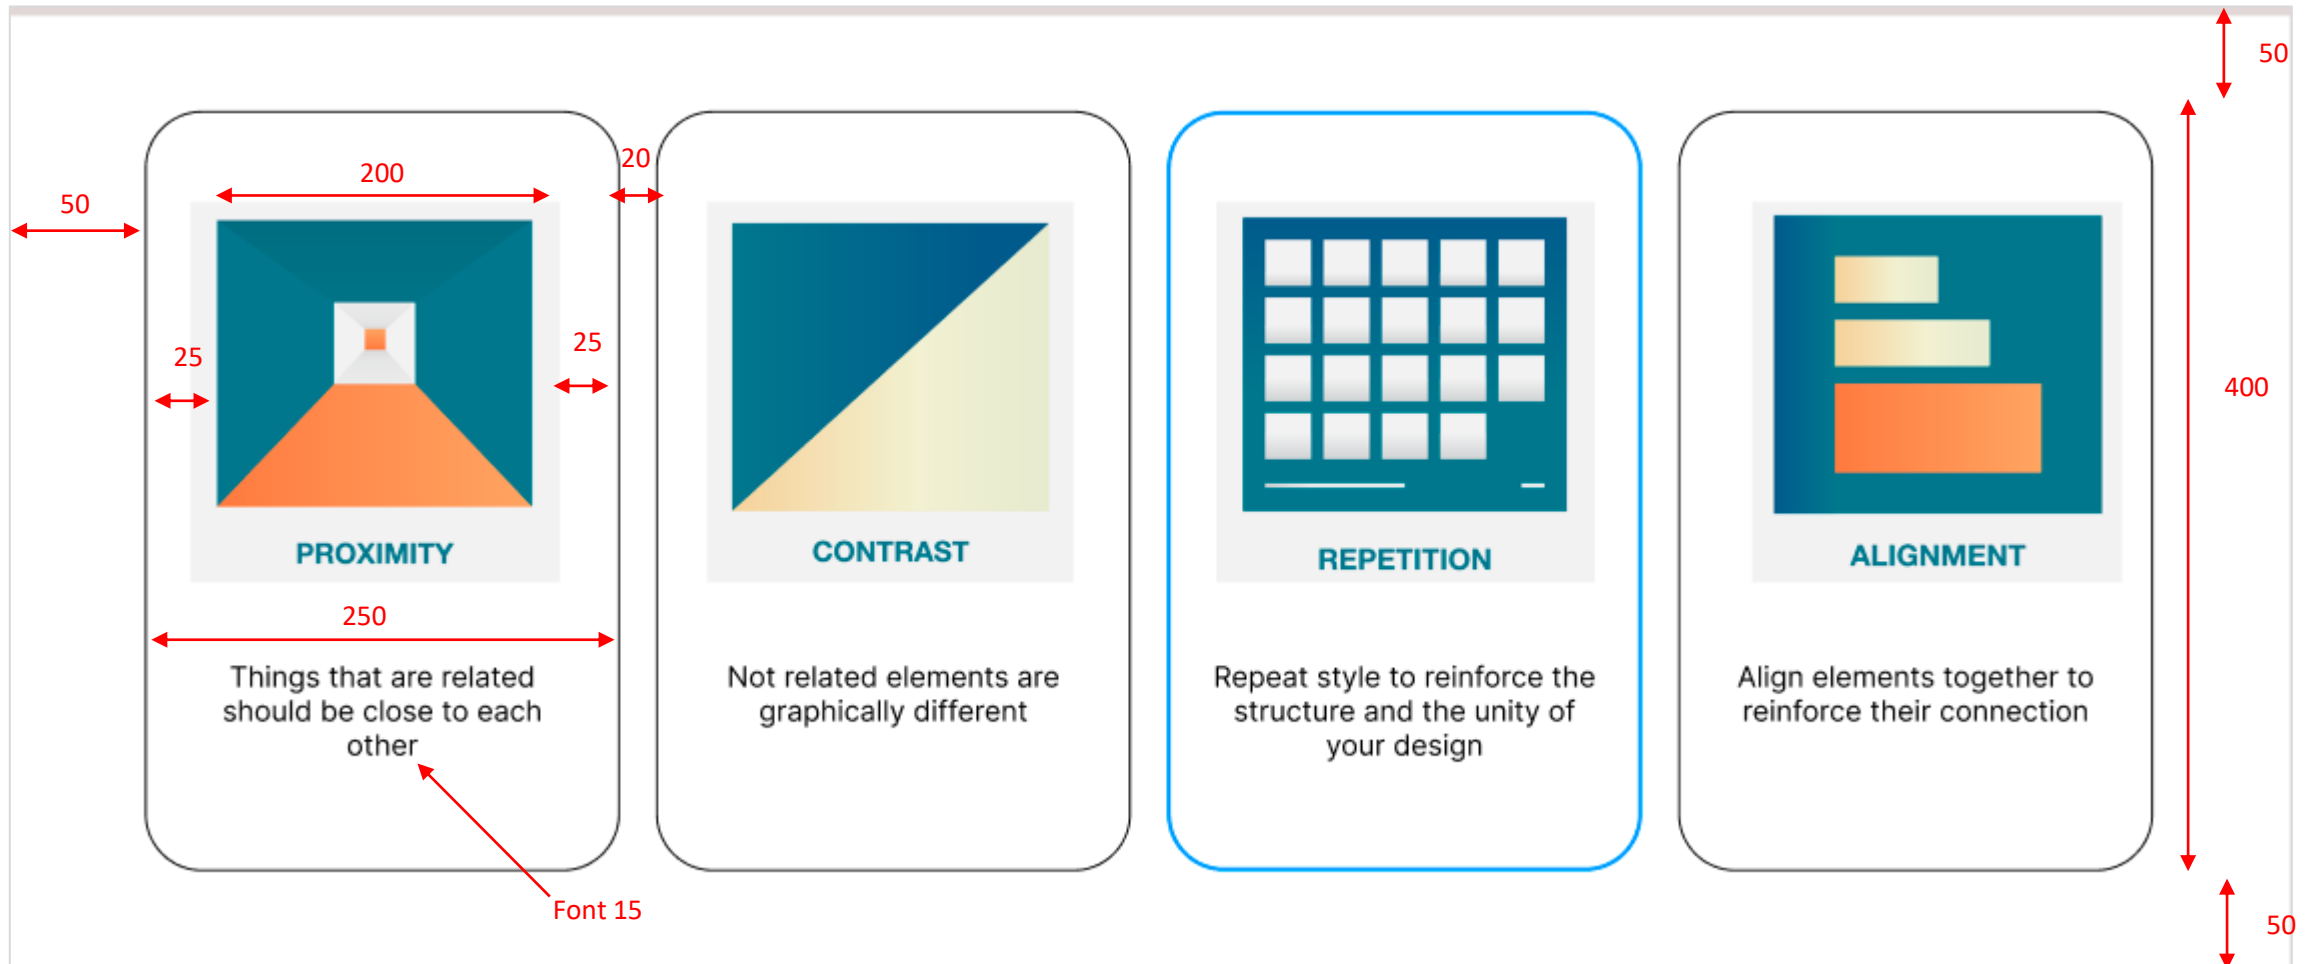 50
50
200
20
25
25
PROXIMITY
250
Things that are related
should be close to each
other
Font 15
CONTRAST
Not related elements are
graphically different
REPETITION
Repeat style to reinforce the
structure and the unity of
your design
ALIGNMENT
Align elements together to
reinforce their connection
400
50